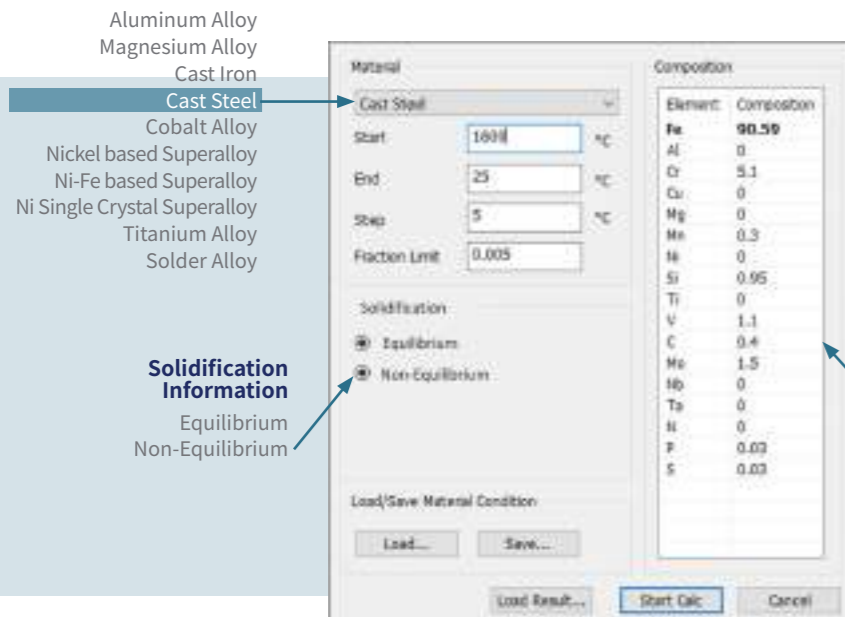 Aluminum Alloy
Magnesium Alloy
Cast Iron
Cast Steel
Cobalt Alloy
Nickel based Superalloy
Ni-Fe based Superalloy
Ni Single Crystal Superalloy
Titanium Alloy
Solder Alloy
Solidification
Information
Equilibrium
Non-Equilibrium
Material
Cast Steel
Start 1600 °C
End 25 °C
Step 5 °C
Fraction Limit 0.005
Solidification
Equilibrium
Non-Equilibrium
Load/Save Material Condition
Load... Save...
Composition
Element Composition
Fe 90.59
Al 0
Cr 5.1
Cu 0
Mg 0
Mn 0.3
Ni 0
Si 0.95
Ti 0
V 1.1
C 0.4
Mo 1.5
Nb 0
Ta 0
N 0
P 0.03
S 0.03
Load Result... Start Calc Cancel